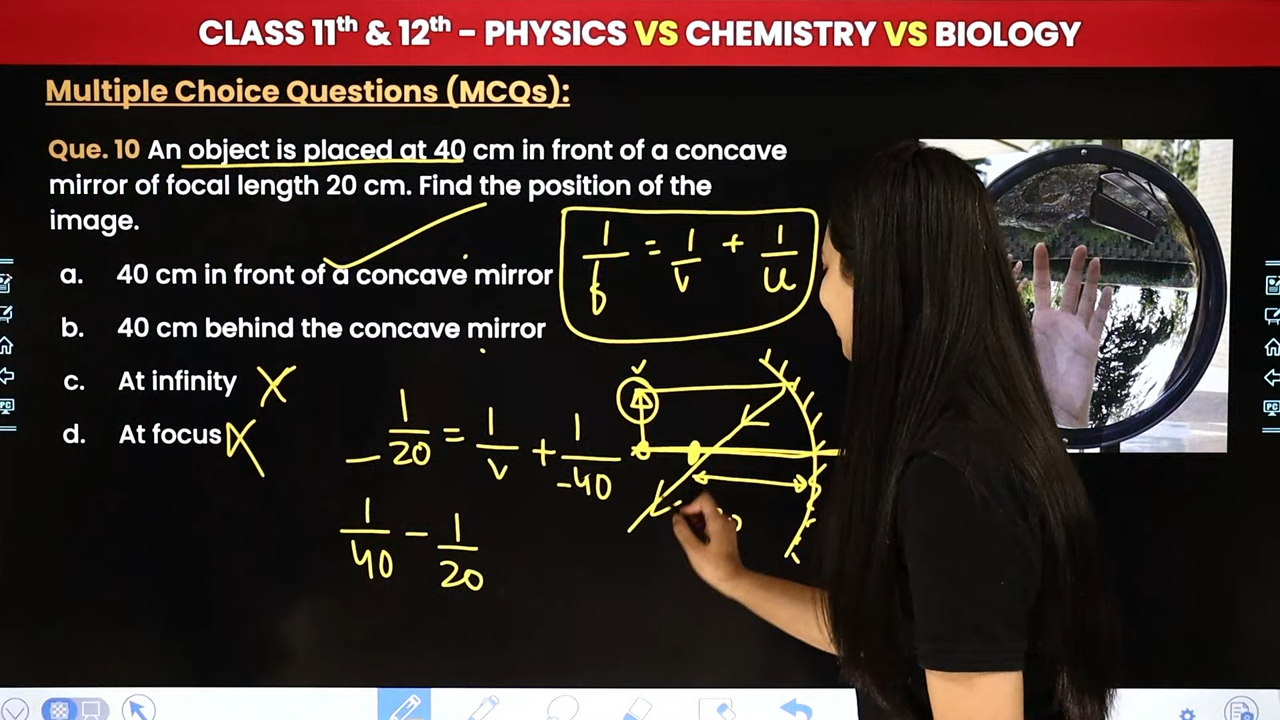 CLASS 11th & 12th – PHYSICS VS CHEMISTRY VS BIOLOGY
Multiple Choice Questions (MCQs):
Que. 10 An object is placed at 40 cm in front of a concave
mirror of focal length 20 cm. Find the position of the
image.
a. 40 cm in front of a concave mirror
b. 40 cm behind the concave mirror
c. At infinity X
d. At focus X
1/f = 1/v + 1/u
- 1/20 = 1/v + 1/-40
1/40 - 1/20
PC
PC